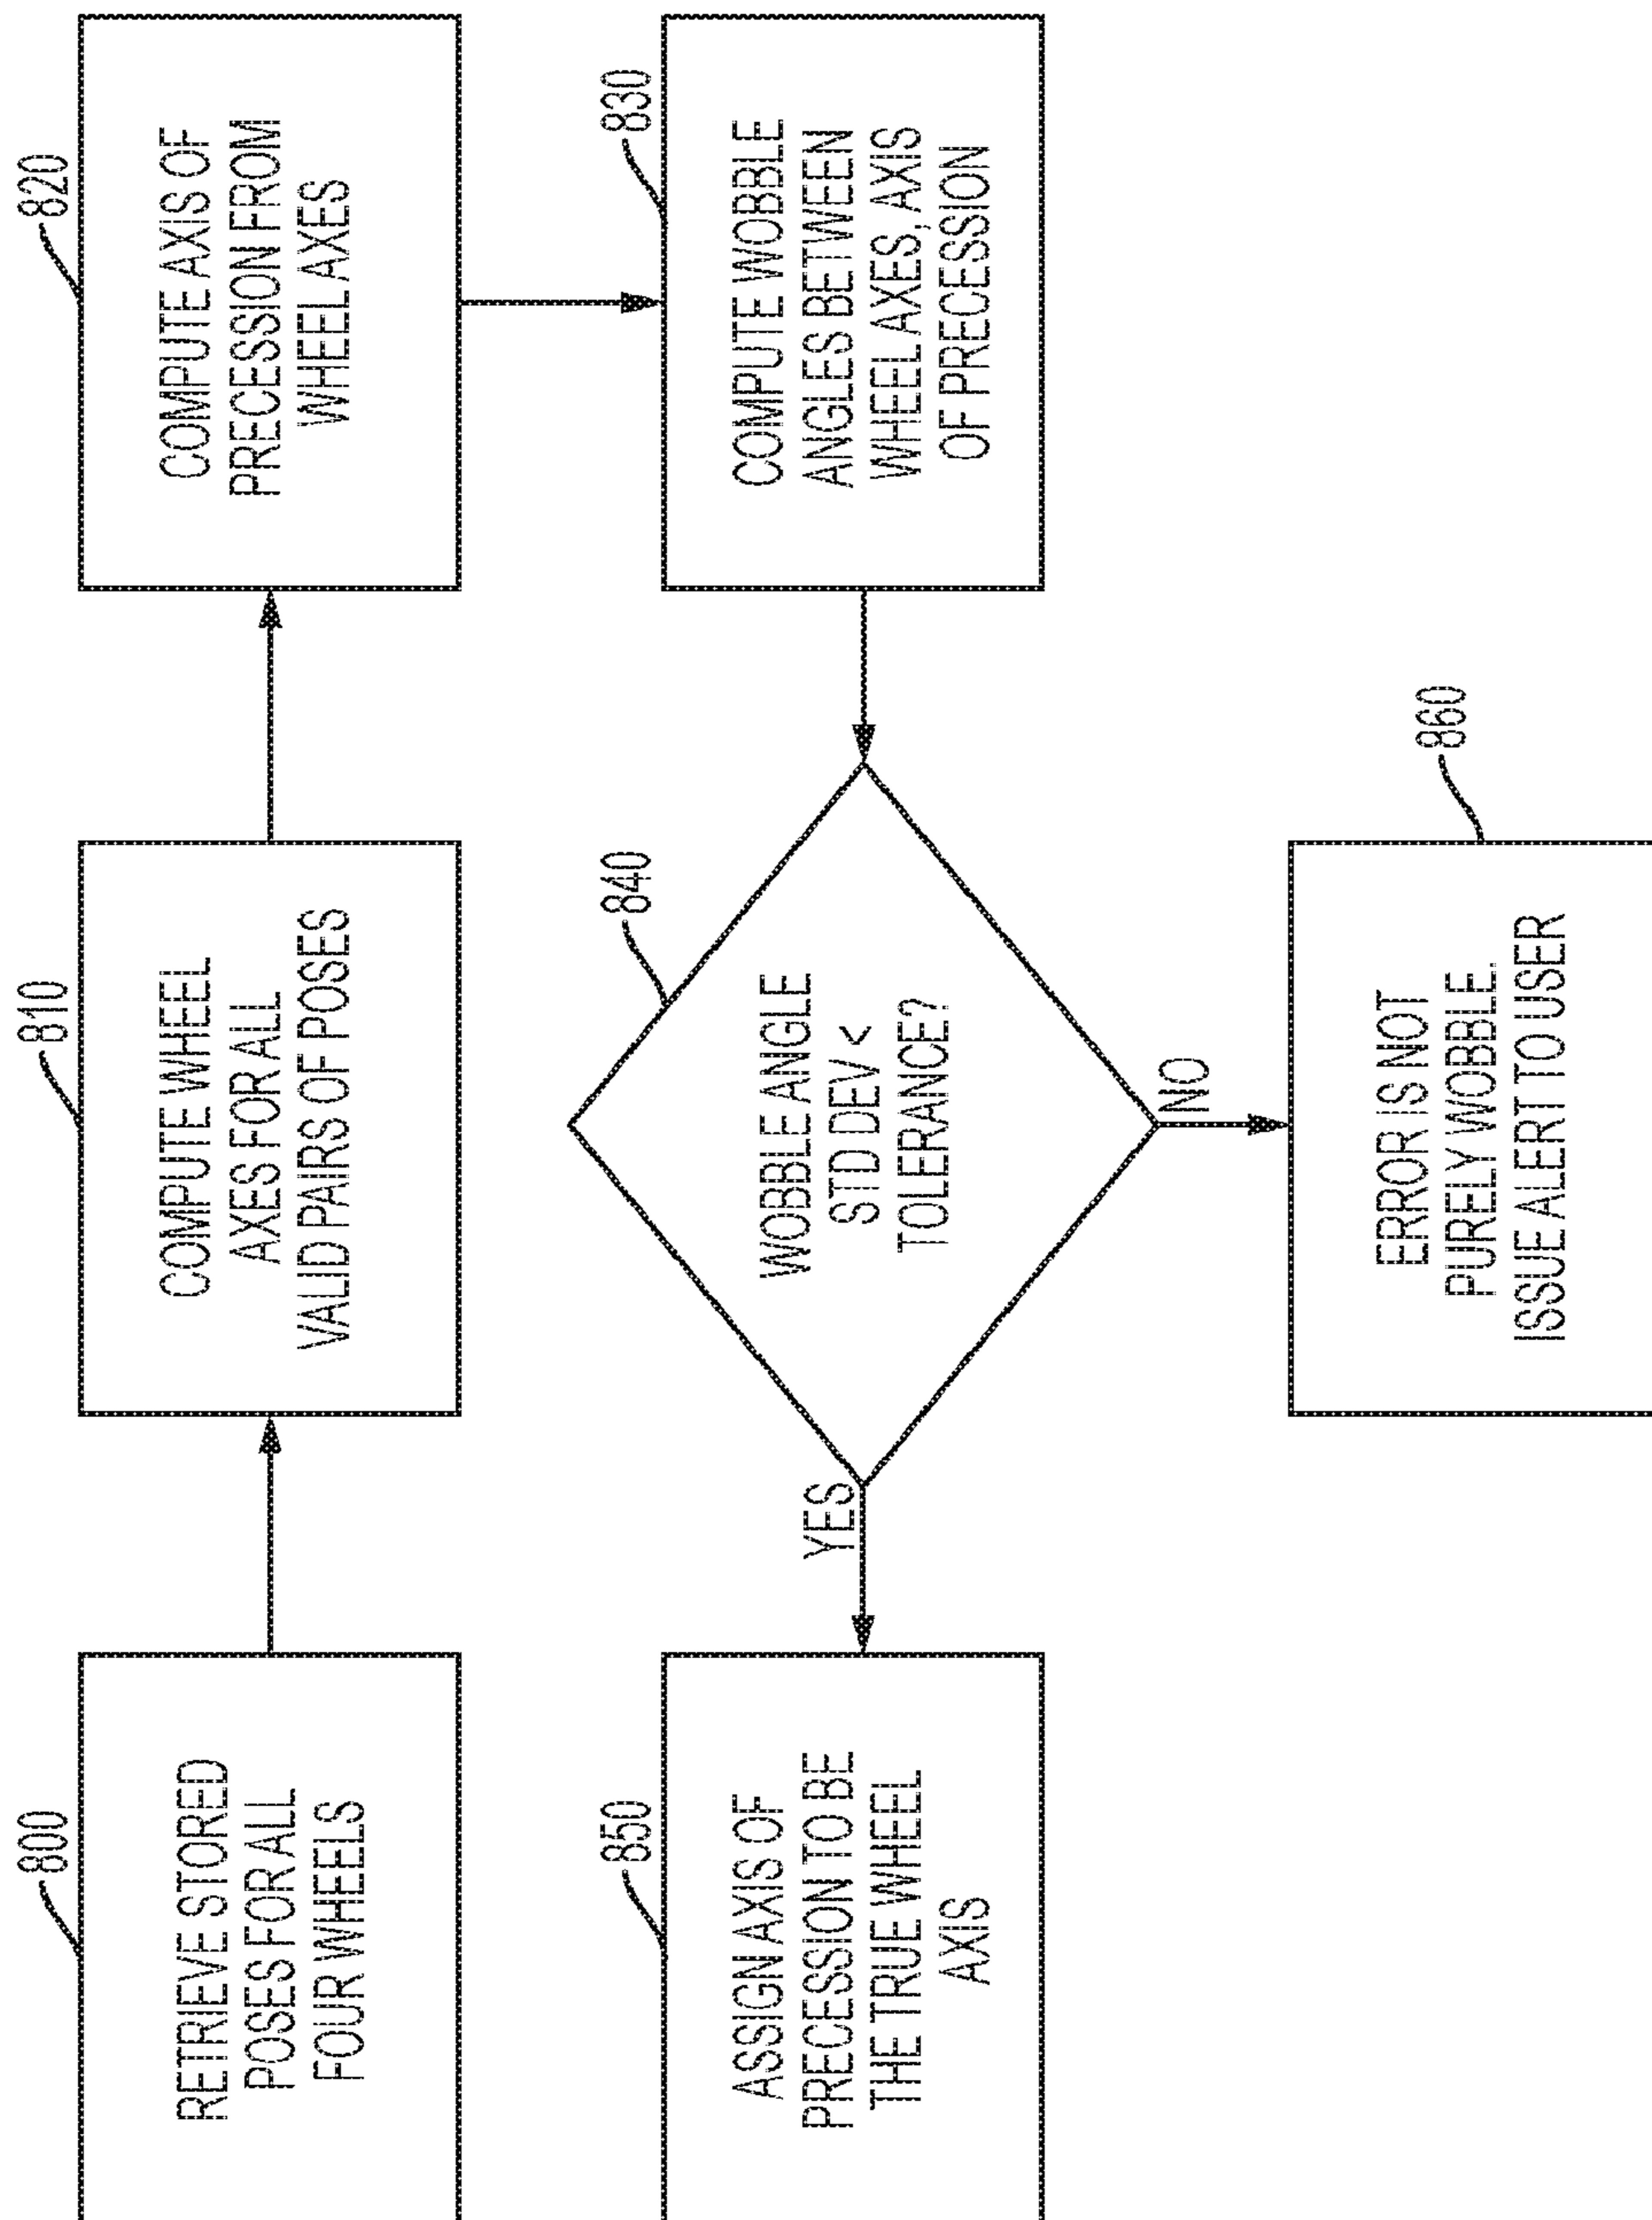 800
RETRIEVE STORED
POSES FOR ALL
FOUR WHEELS
810
COMPUTE WHEEL
AXES FOR ALL
VALID PAIRS OF POSES
820
COMPUTE AXIS OF
PRECESSION FROM
WHEEL AXES
830
COMPUTE WOBBLE
ANGLES BETWEEN
WHEEL AXES, AXIS
OF PRECESSION
840
WOBBLE ANGLE
STD DEV <
TOLERANCE?
YES
NO
850
ASSIGN AXIS OF
PRECESSION TO BE
THE TRUE WHEEL
AXIS
860
ERROR IS NOT
PURELY WOBBLE.
ISSUE ALERT TO USER